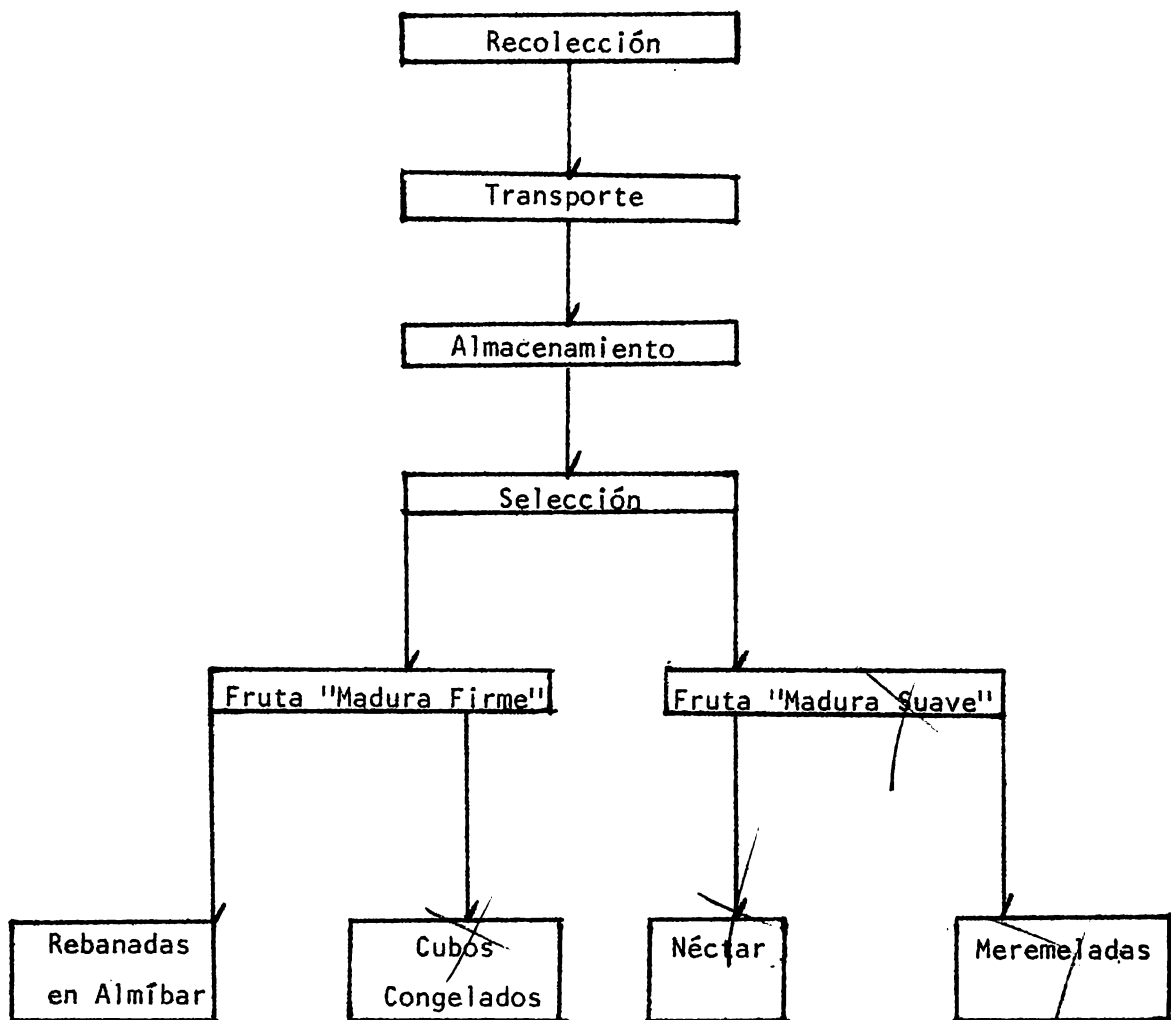 Recolección
Transporte
Almacenamiento
Selección
Fruta "Madura Firme"
Fruta "Madura Suave"
Rebanadas
en Almíbar
Cubos
Congelados
Néctar
Meremeladas